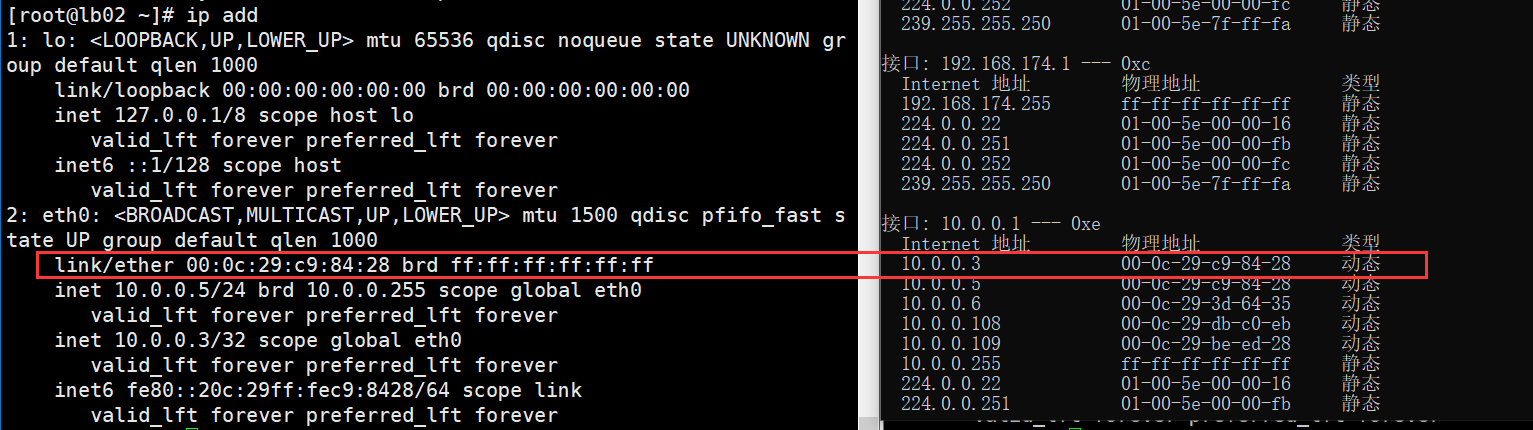 [root@lb02 ~]# ip add
1: lo: <LOOPBACK,UP,LOWER_UP> mtu 65536 qdisc noqueue state UNKNOWN gr
oup default qlen 1000
    link/loopback 00:00:00:00:00:00 brd 00:00:00:00:00:00
    inet 127.0.0.1/8 scope host lo
       valid_lft forever preferred_lft forever
    inet6 ::1/128 scope host
       valid_lft forever preferred_lft forever
2: eth0: <BROADCAST,MULTICAST,UP,LOWER_UP> mtu 1500 qdisc pfifo_fast s
tate UP group default qlen 1000
    link/ether 00:0c:29:c9:84:28 brd ff:ff:ff:ff:ff:ff
    inet 10.0.0.5/24 brd 10.0.0.255 scope global eth0
       valid_lft forever preferred_lft forever
    inet 10.0.0.3/32 scope global eth0
       valid_lft forever preferred_lft forever
    inet6 fe80::20c:29ff:fec9:8428/64 scope link
       valid_lft forever preferred_lft forever
224.0.0.252 01-00-5e-00-00-fc 静态
239.255.255.250 01-00-5e-7f-ff-fa 静态
接口: 192.168.174.1 --- 0xc
Internet 地址 物理地址 类型
192.168.174.255 ff-ff-ff-ff-ff-ff 静态
224.0.0.22 01-00-5e-00-00-16 静态
224.0.0.251 01-00-5e-00-00-fb 静态
224.0.0.252 01-00-5e-00-00-fc 静态
239.255.255.250 01-00-5e-7f-ff-fa 静态
接口: 10.0.0.1 --- 0xe
Internet 地址 物理地址 类型
10.0.0.3 00-0c-29-c9-84-28 动态
10.0.0.5 00-0c-29-c9-84-28 动态
10.0.0.6 00-0c-29-3d-64-35 动态
10.0.0.108 00-0c-29-db-c0-eb 动态
10.0.0.109 00-0c-29-be-ed-28 动态
10.0.0.255 ff-ff-ff-ff-ff-ff 静态
224.0.0.22 01-00-5e-00-00-16 静态
224.0.0.251 01-00-5e-00-00-fb 静态